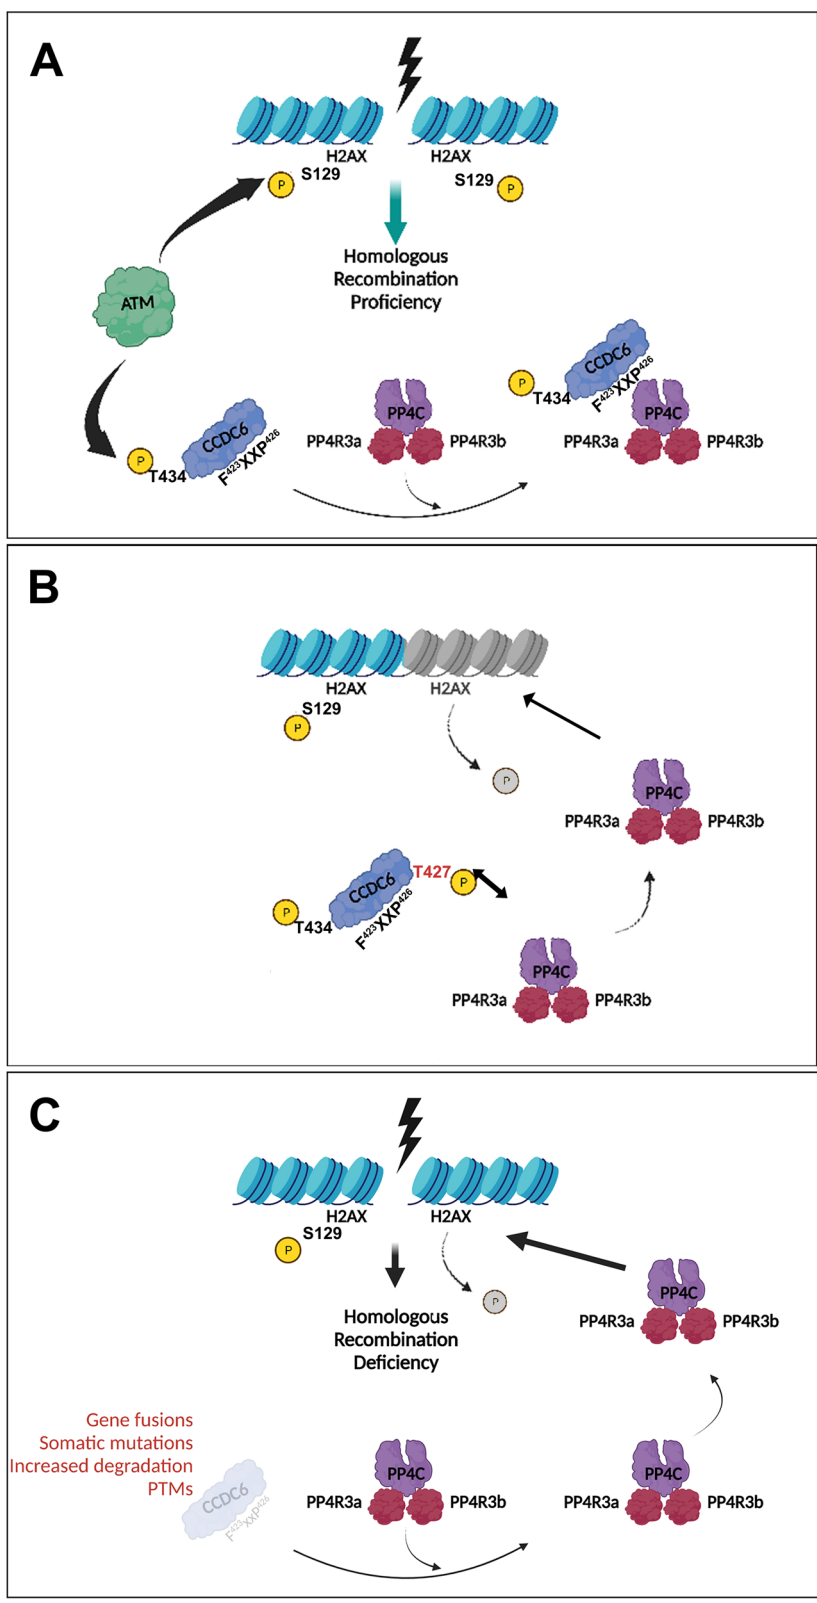 A
H2AX
H2AX
S129
P
S129
P
Homologous
Recombination
Proficiency
ATM
CCDC6
P
T434
F423XXP426
PP4C
PP4C
CCDC6
F423XXP426
PP4R3a
PP4R3b
PP4R3a
PP4R3b
P
T434
B
H2AX
H2AX
S129
P
P
PP4C
PP4R3a
PP4R3b
T427
P
CCDC6
F423XXP426
P
T434
PP4C
PP4R3a
PP4R3b
C
H2AX
H2AX
S129
P
P
PP4C
Homologous
Recombination
Deficiency
PP4R3a
PP4R3b
Gene fusions
Somatic mutations
Increased degradation
PTMs
CCDC6
F423XXP426
PP4C
PP4R3a
PP4R3b
PP4C
PP4R3a
PP4R3b